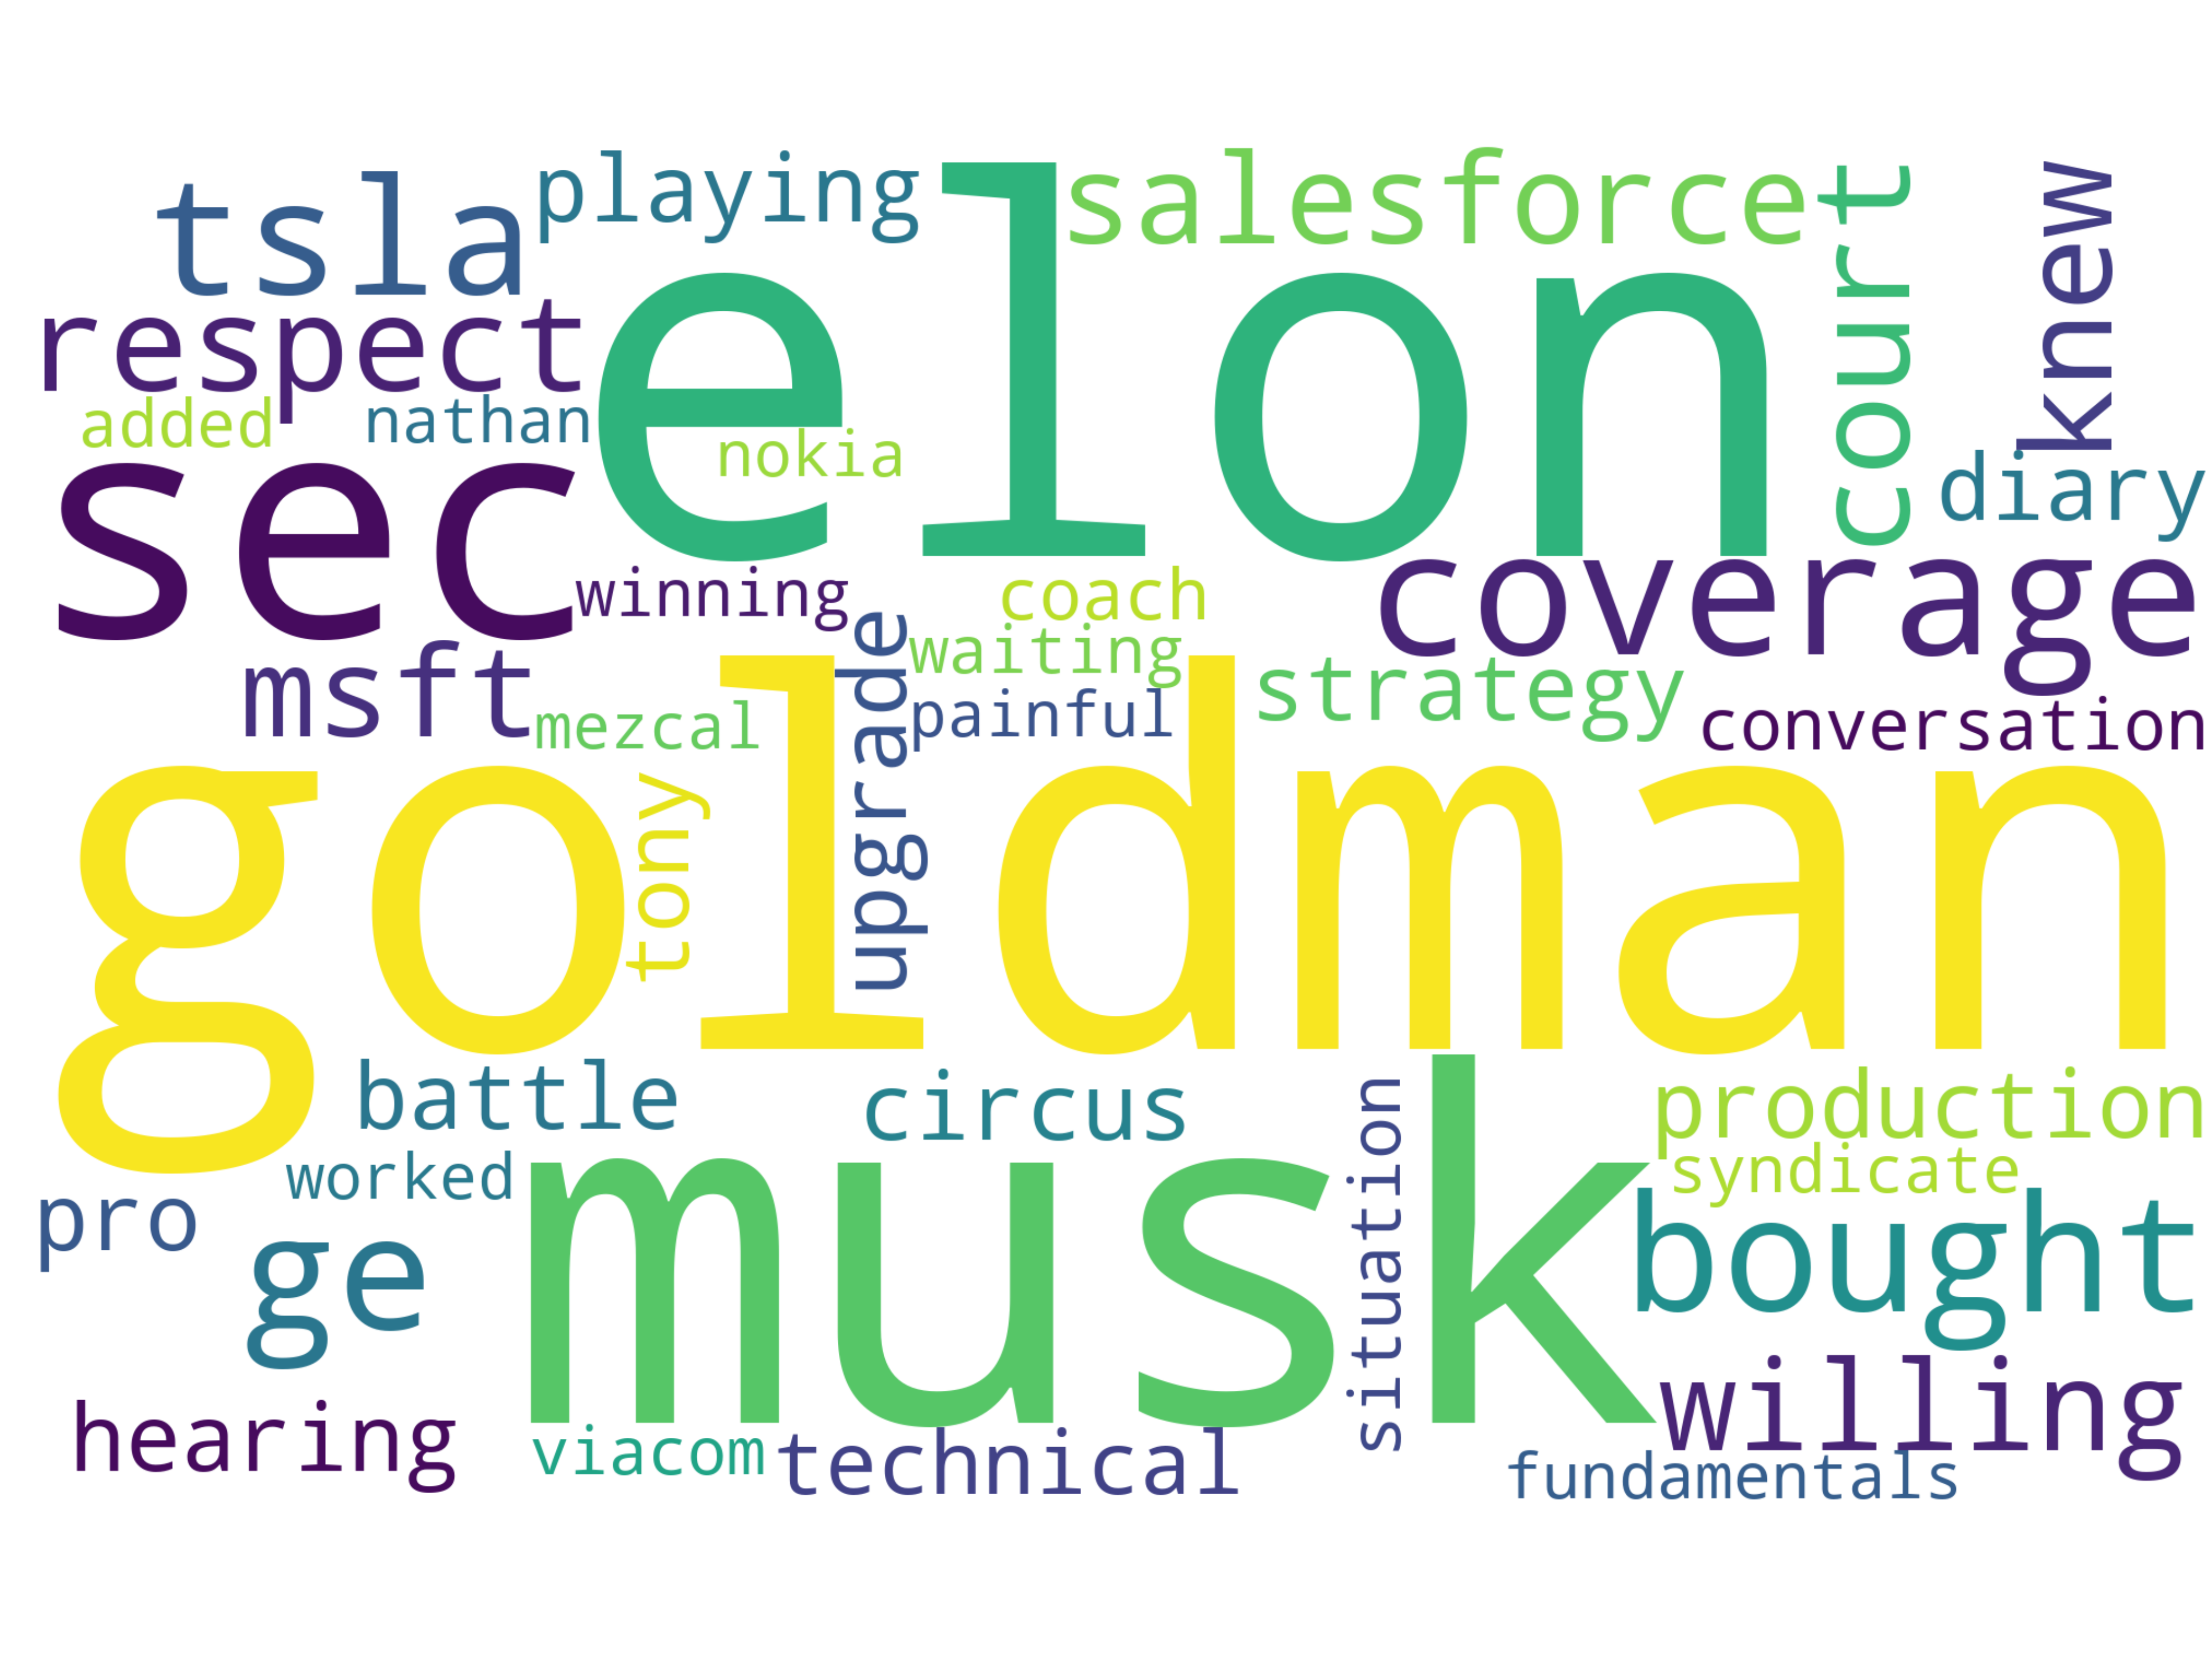 tsla
playing
elon
salesforcet
court
knew
respect
added
nathan
nokia
diary
sec
winning
coach
coverage
waiting
msft
mezcal
upgrade
painful
strategy
conversation
goldman
tony
battle
circus
situation
production
worked
syndicate
pro
ge
musk
bought
willing
hearing
viacom
technical
fundamentals